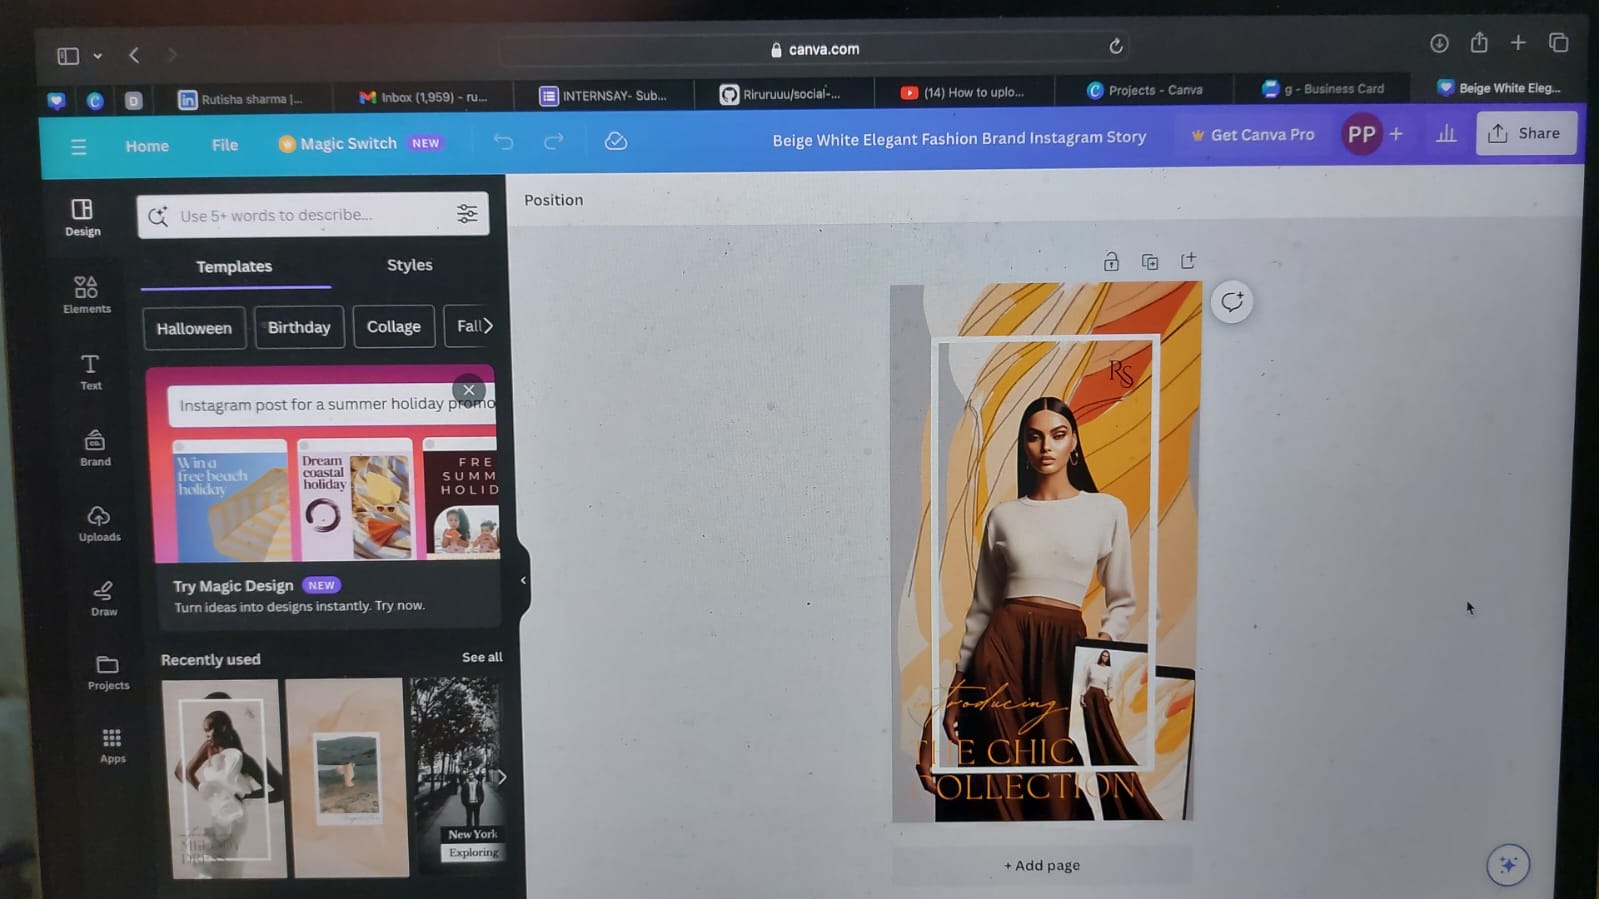 canva.com
Rutisha sharma |...
Inbox (1,959) - ru...
INTERNSAY- Sub...
Riruruuu/social-...
(14) How to uplo...
Projects - Canva
g - Business Card
Beige White Eleg...
D
Home
File
Magic Switch
NEW
Beige White Elegant Fashion Brand Instagram Story
Get Canva Pro
PP
Share
Design
Elements
Text
Brand
Uploads
Draw
Projects
Apps
Use 5+ words to describe...
Templates
Styles
Halloween
Birthday
Collage
Fall
Instagram post for a summer holiday promo
Win a
free beach
holiday
Dream
coastal
holiday
FRE
SUMM
HOLID
Try Magic Design
NEW
Turn ideas into designs instantly. Try now.
Recently used
See all
New York
Exploring
Position
RS
introducing
THE CHIC
COLLECTION
+ Add page